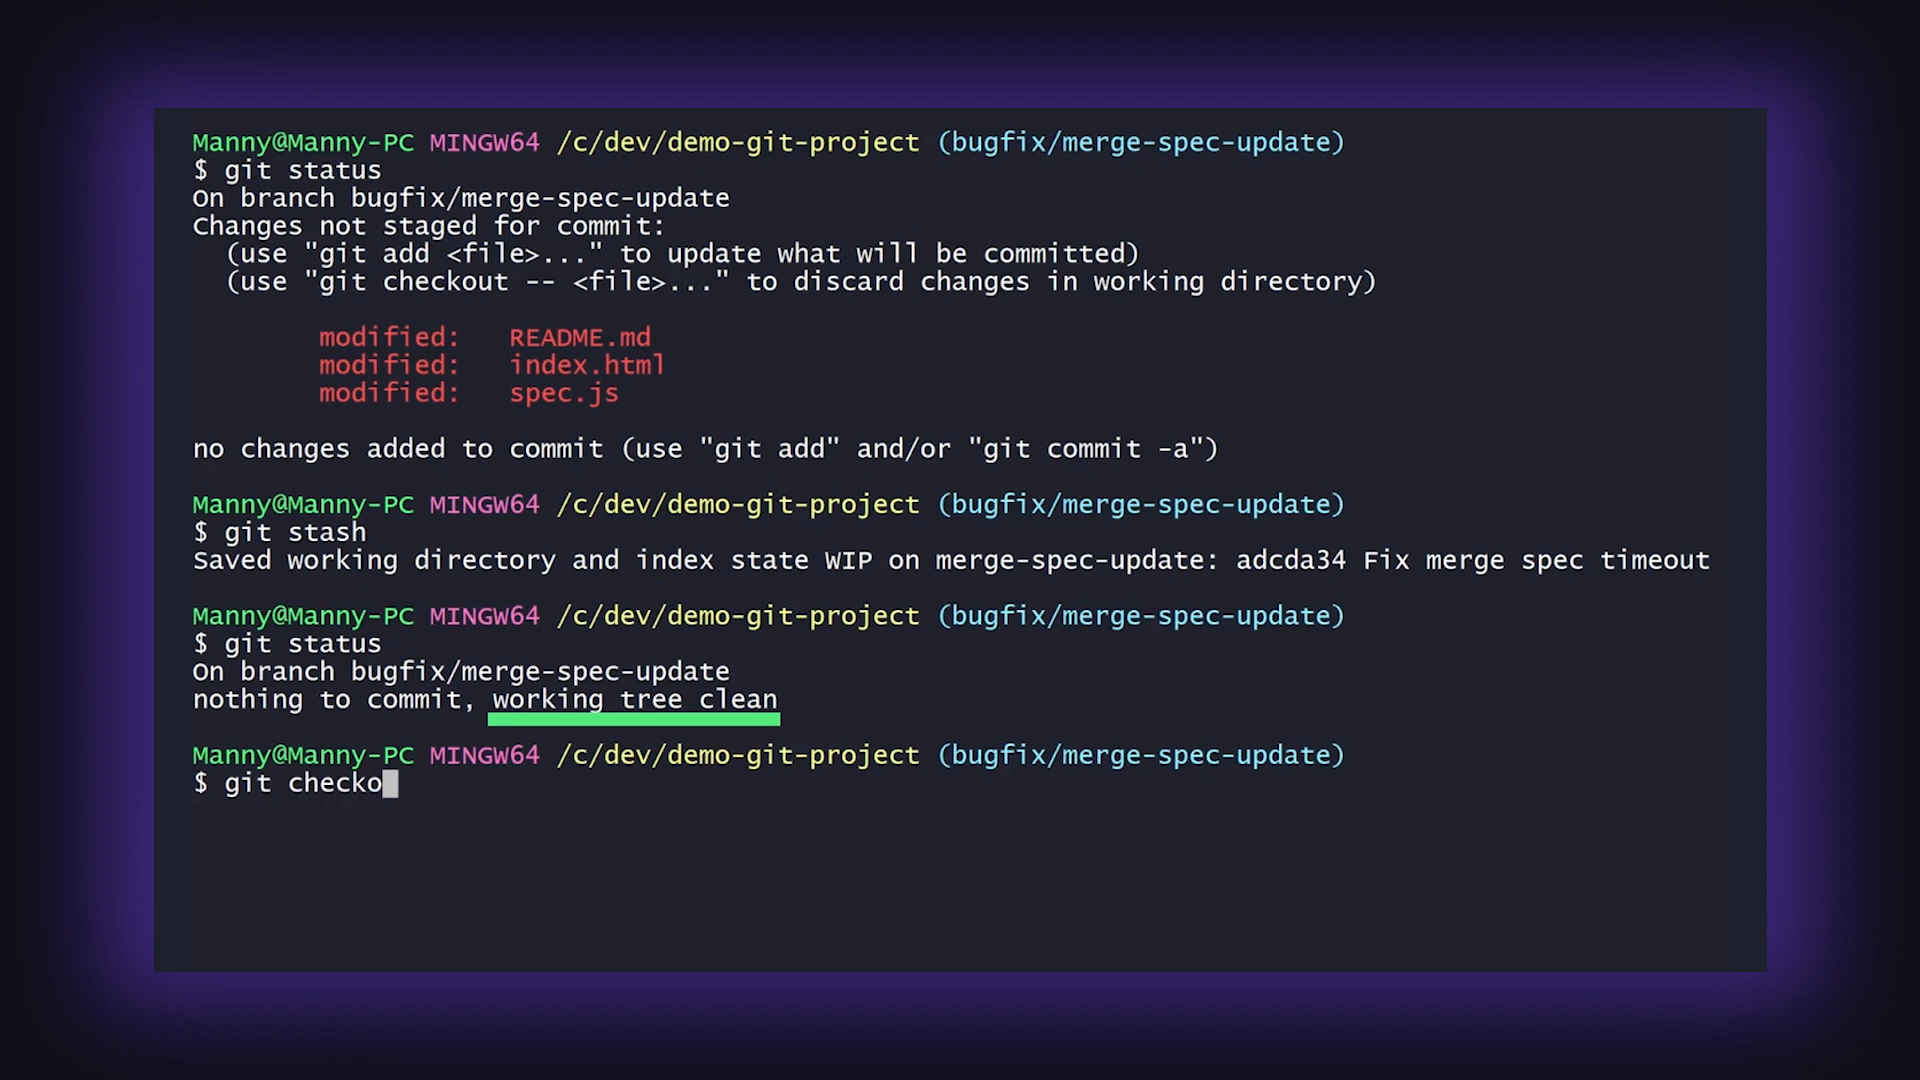 Manny@Manny-PC MINGW64 /c/dev/demo-git-project (bugfix/merge-spec-update)
$ git status
On branch bugfix/merge-spec-update
Changes not staged for commit:
  (use "git add <file>..." to update what will be committed)
  (use "git checkout -- <file>..." to discard changes in working directory)
        modified:   README.md
        modified:   index.html
        modified:   spec.js
no changes added to commit (use "git add" and/or "git commit -a")
Manny@Manny-PC MINGW64 /c/dev/demo-git-project (bugfix/merge-spec-update)
$ git stash
Saved working directory and index state WIP on merge-spec-update: adcda34 Fix merge spec timeout
Manny@Manny-PC MINGW64 /c/dev/demo-git-project (bugfix/merge-spec-update)
$ git status
On branch bugfix/merge-spec-update
nothing to commit, working tree clean
Manny@Manny-PC MINGW64 /c/dev/demo-git-project (bugfix/merge-spec-update)
$ git checko